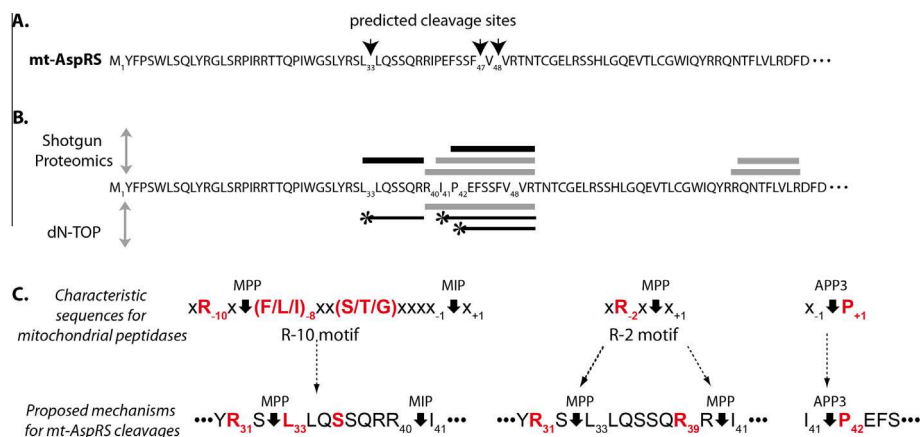 A.
predicted cleavage sites
mt-AspRS M1YFPSWLSQLYRGLSRPIRRTTQPIWGSLYRSL33LQSSQRRIPEFSSF47V48VRTNTCGELRSSHLGQEVTLCGWIQYRRQNTFLVLRDFD•••
B.
Shotgun
Proteomics
M1YFPSWLSQLYRGLSRPIRRTTQPIWGSLYRSL33LQSSQRR40I41P42EFSSFV48VRTNTCGELRSSHLGQEVTLCGWIQYRRQNTFLVLRDFD•••
dN-TOP
* *
*
C.
Characteristic
sequences for
mitochondrial peptidases
MPP MIP MPP APP3
xR-10x(F/L/I)-8xx(S/T/G)xxxx-1x+1 xR-2xx+1 x-1P+1
R-10 motif R-2 motif
Proposed mechanisms
for mt-AspRS cleavages
MPP MIP MPP MPP APP3
•••YR31SL33LQSSQRR40I41••• •••YR31SL33LQSSQR39RI41••• I41P42EFS•••